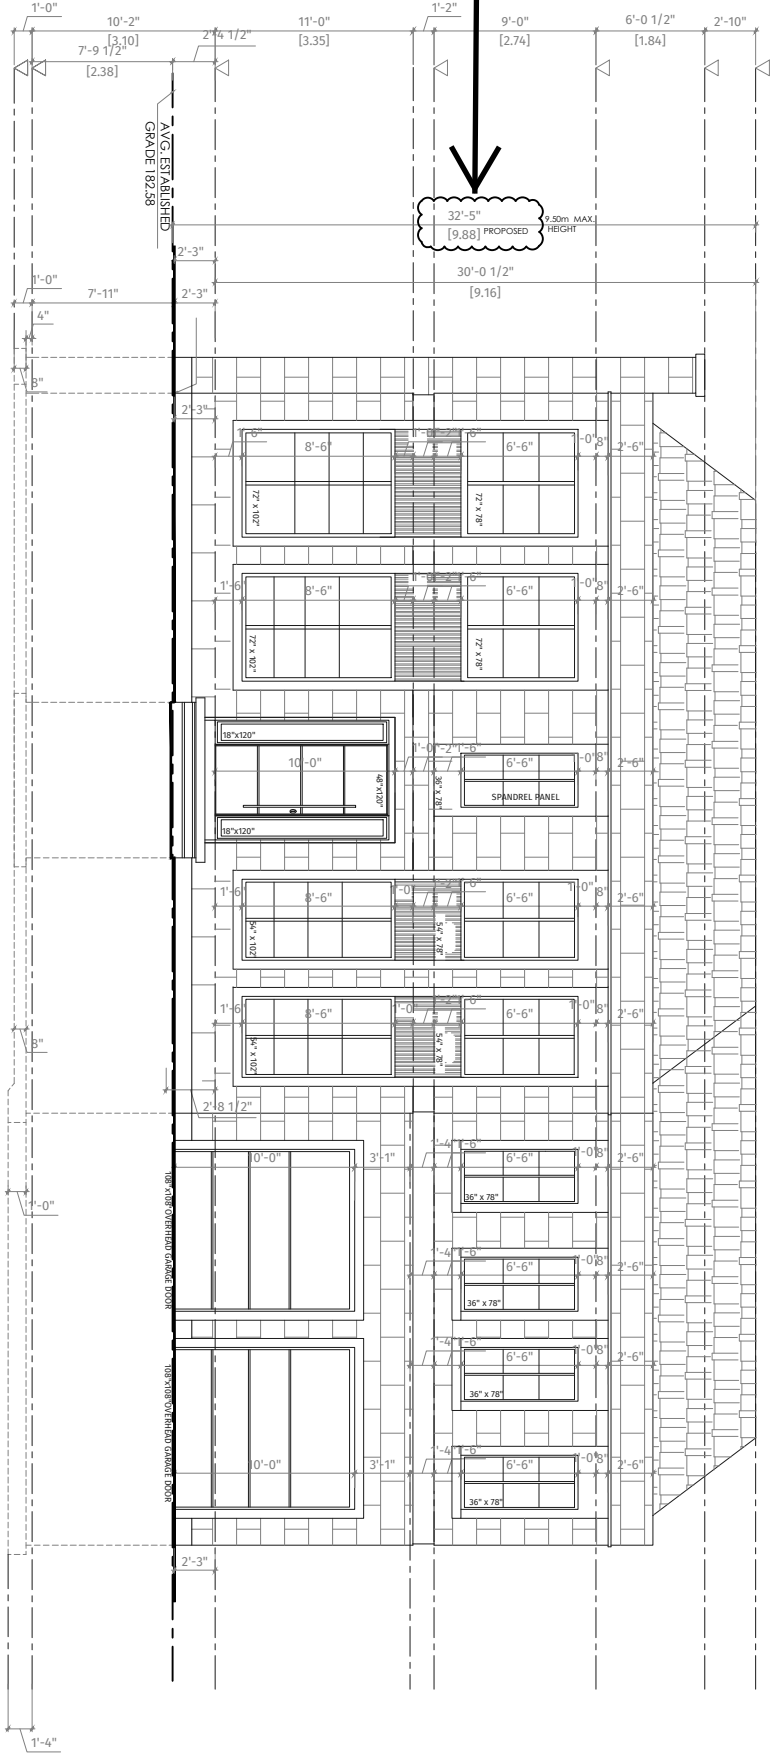 1'-0"
10'-2"
[3.10]
7'-9 1/2"
[2.38]
2'-4 1/2"
11'-0"
[3.35]
1'-2"
9'-0"
[2.74]
6'-0 1/2"
[1.84]
2'-10"
AVG. ESTABLISHED
GRADE 182.58
32'-5"
[9.88] PROPOSED
9.50m MAX.
HEIGHT
2'-3"
30'-0 1/2"
[9.16]
1'-0"
7'-11"
2'-3"
4"
8"
2'-3"
1'-6"
8'-6"
6'-6"
2'-6"
72" x 102"
72" x 78"
1'-6"
8'-6"
6'-6"
2'-6"
72" x 102"
72" x 78"
18"x120"
10'-0"
48"x120"
18"x120"
36" x 78"
6'-6"
SPANDREL PANEL
2'-6"
1'-6"
8'-6"
6'-6"
1'-0"
2'-6"
54" x 102"
54" x 78"
1'-6"
8'-6"
1'-0"
6'-6"
1'-0"
2'-6"
54" x 102"
54" x 78"
8"
2'-8 1/2"
10'-0"
3'-1"
6'-6"
2'-6"
36" x 78"
108"x108"OVERHEAD GARAGE DOOR
1'-0"
6'-6"
2'-6"
36" x 78"
6'-6"
2'-6"
36" x 78"
108"x108"OVERHEAD GARAGE DOOR
10'-0"
3'-1"
6'-6"
2'-6"
36" x 78"
2'-3"
1'-4"